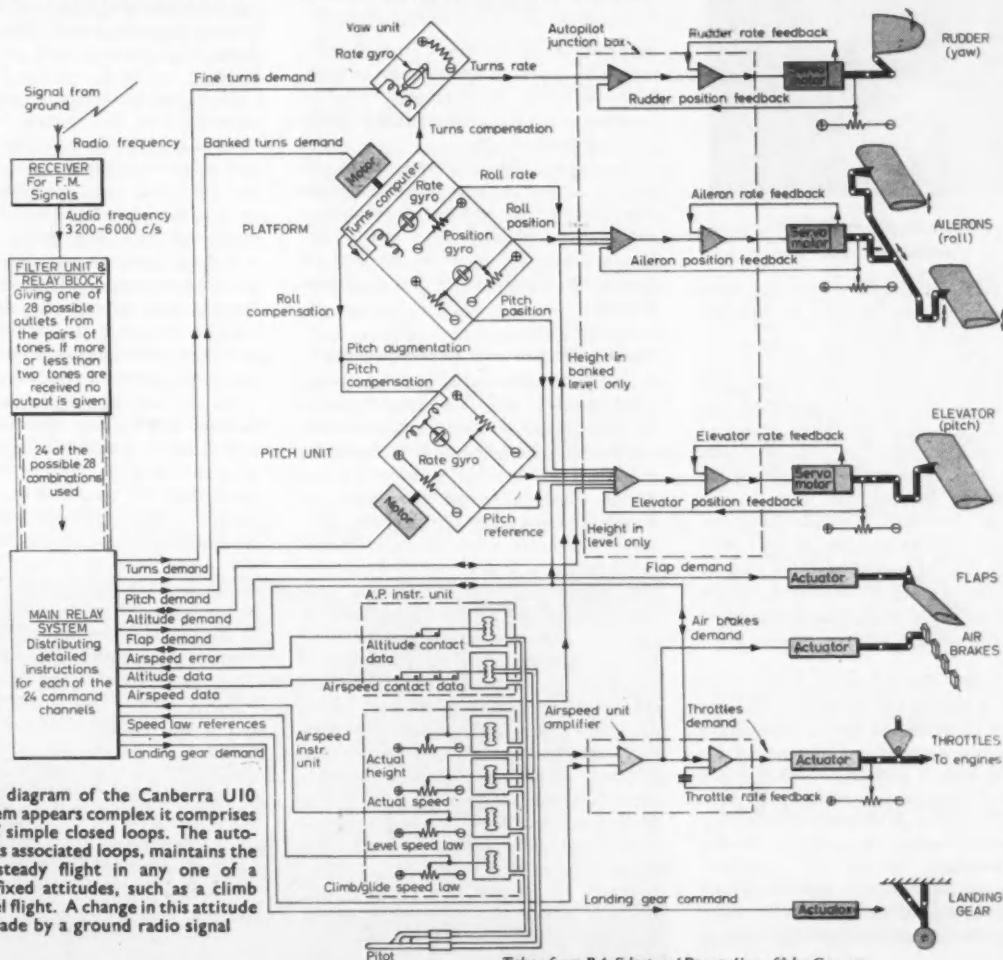 Signal from
ground
Radio frequency
RECEIVER
For F.M.
Signals
Audio frequency
3 200~6 000 c/s
FILTER UNIT &
RELAY BLOCK
Giving one of
28 possible
outlets from
the pairs of
tones. If more
or less than
two tones are
received no
output is given
24 of the
possible 28
combinations
used
MAIN RELAY
SYSTEM
Distributing
detailed
instructions
for each of the
24 command
channels
Fine turns demand
Banked turns demand
Yaw unit
Rate gyro
Turns rate
Turns compensation
Motor
Turns computer
Rate
gyro
Position
gyro
PLATFORM
Roll rate
Roll
position
Pitch
position
Roll
compensation
Pitch augmentation
Pitch
compensation
PITCH UNIT
Rate gyro
Motor
Pitch
reference
Autopilot
junction box
Height in
banked
level only
Height in
level only
Rudder rate feedback
Servo
motor
Rudder position feedback
RUDDER
(yaw)
Aileron rate feedback
Servo
motor
Aileron position feedback
AILERONS
(roll)
Elevator rate feedback
Servo
motor
Elevator position feedback
ELEVATOR
(pitch)
Turns demand
Pitch demand
Altitude demand
Flap demand
Airspeed error
Altitude data
Airspeed data
Speed law references
Landing gear demand
Flap demand
Actuator
FLAPS
Air brakes
demand
Actuator
AIR
BRAKES
A.P. instr. unit
Altitude contact
data
Airspeed contact data
Airspeed
instr.
unit
Actual
height
Actual speed
Level speed law
Climb/glide speed law
Pitot
Airspeed unit
amplifier
Throttles
demand
Actuator
Throttle rate feedback
THROTTLES
To engines
Landing gear command
Actuator
LANDING
GEAR
diagram of the Canberra U10
em appears complex it comprises
simple closed loops. The auto-
s associated loops, maintains the
steady flight in any one of a
fixed attitudes, such as a climb
el flight. A change in this attitude
ade by a ground radio signal